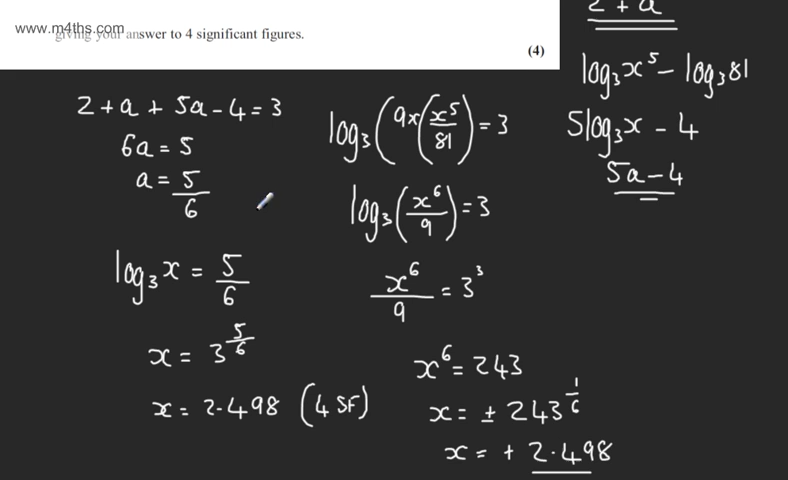 www.m4ths.com
giving your answer to 4 significant figures.
(4)
2 + a
log₃x⁵ - log₃81
5log₃x - 4
5a - 4
2 + a + 5a - 4 = 3
6a = 5
a = 5/6
log₃x = 5/6
x = 3^(5/6)
x = 2.498 (4 SF)
log₃(9x(x⁵/81)) = 3
log₃(x⁶/9) = 3
x⁶/9 = 3³
x⁶ = 243
x = ± 243^(1/6)
x = + 2.498